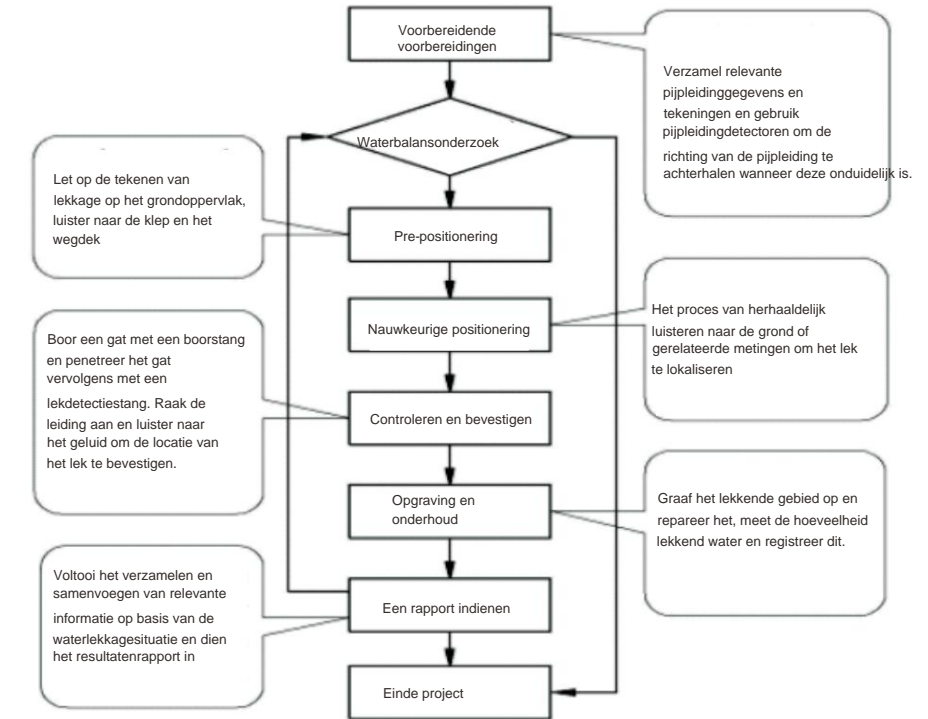 Voorbereidende
voorbereidingen
Verzamel relevante
pijpleidinggegevens en
tekeningen en gebruik
pijpleidingdetectoren om de
richting van de pijpleiding te
achterhalen wanneer deze onduidelijk is.
Waterbalansonderzoek
Let op de tekenen van
lekkage op het grondoppervlak,
luister naar de klep en het
wegdek
Pre-positionering
Nauwkeurige positionering
Het proces van herhaaldelijk
luisteren naar de grond of
gerelateerde metingen om het lek
te lokaliseren
Boor een gat met een boorstang
en penetreer het gat
vervolgens met een
lekdetectiestang. Raak de
leiding aan en luister naar
het geluid om de locatie van
het lek te bevestigen.
Controleren en bevestigen
Opgraving en
onderhoud
Graaf het lekkende gebied op en
repareer het, meet de hoeveelheid
lekkend water en registreer dit.
Voltooi het verzamelen en
samenvoegen van relevante
informatie op basis van de
waterlekkagesituatie en dien
het resultatenrapport in
Een rapport indienen
Einde project